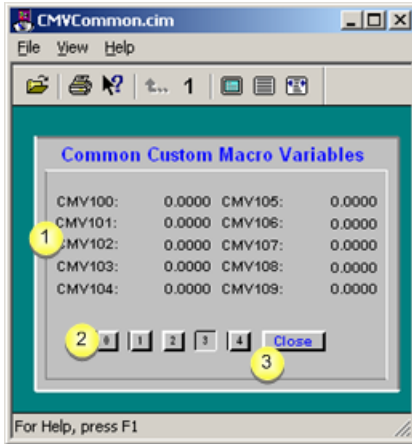 CMVCommon.cim
File View Help
1
Common Custom Macro Variables
CMV100: 0.0000 CMV105: 0.0000
CMV101: 0.0000 CMV106: 0.0000
1
CMV102: 0.0000 CMV107: 0.0000
CMV103: 0.0000 CMV108: 0.0000
CMV104: 0.0000 CMV109: 0.0000
2 0 1 2 3 4 Close
3
For Help, press F1